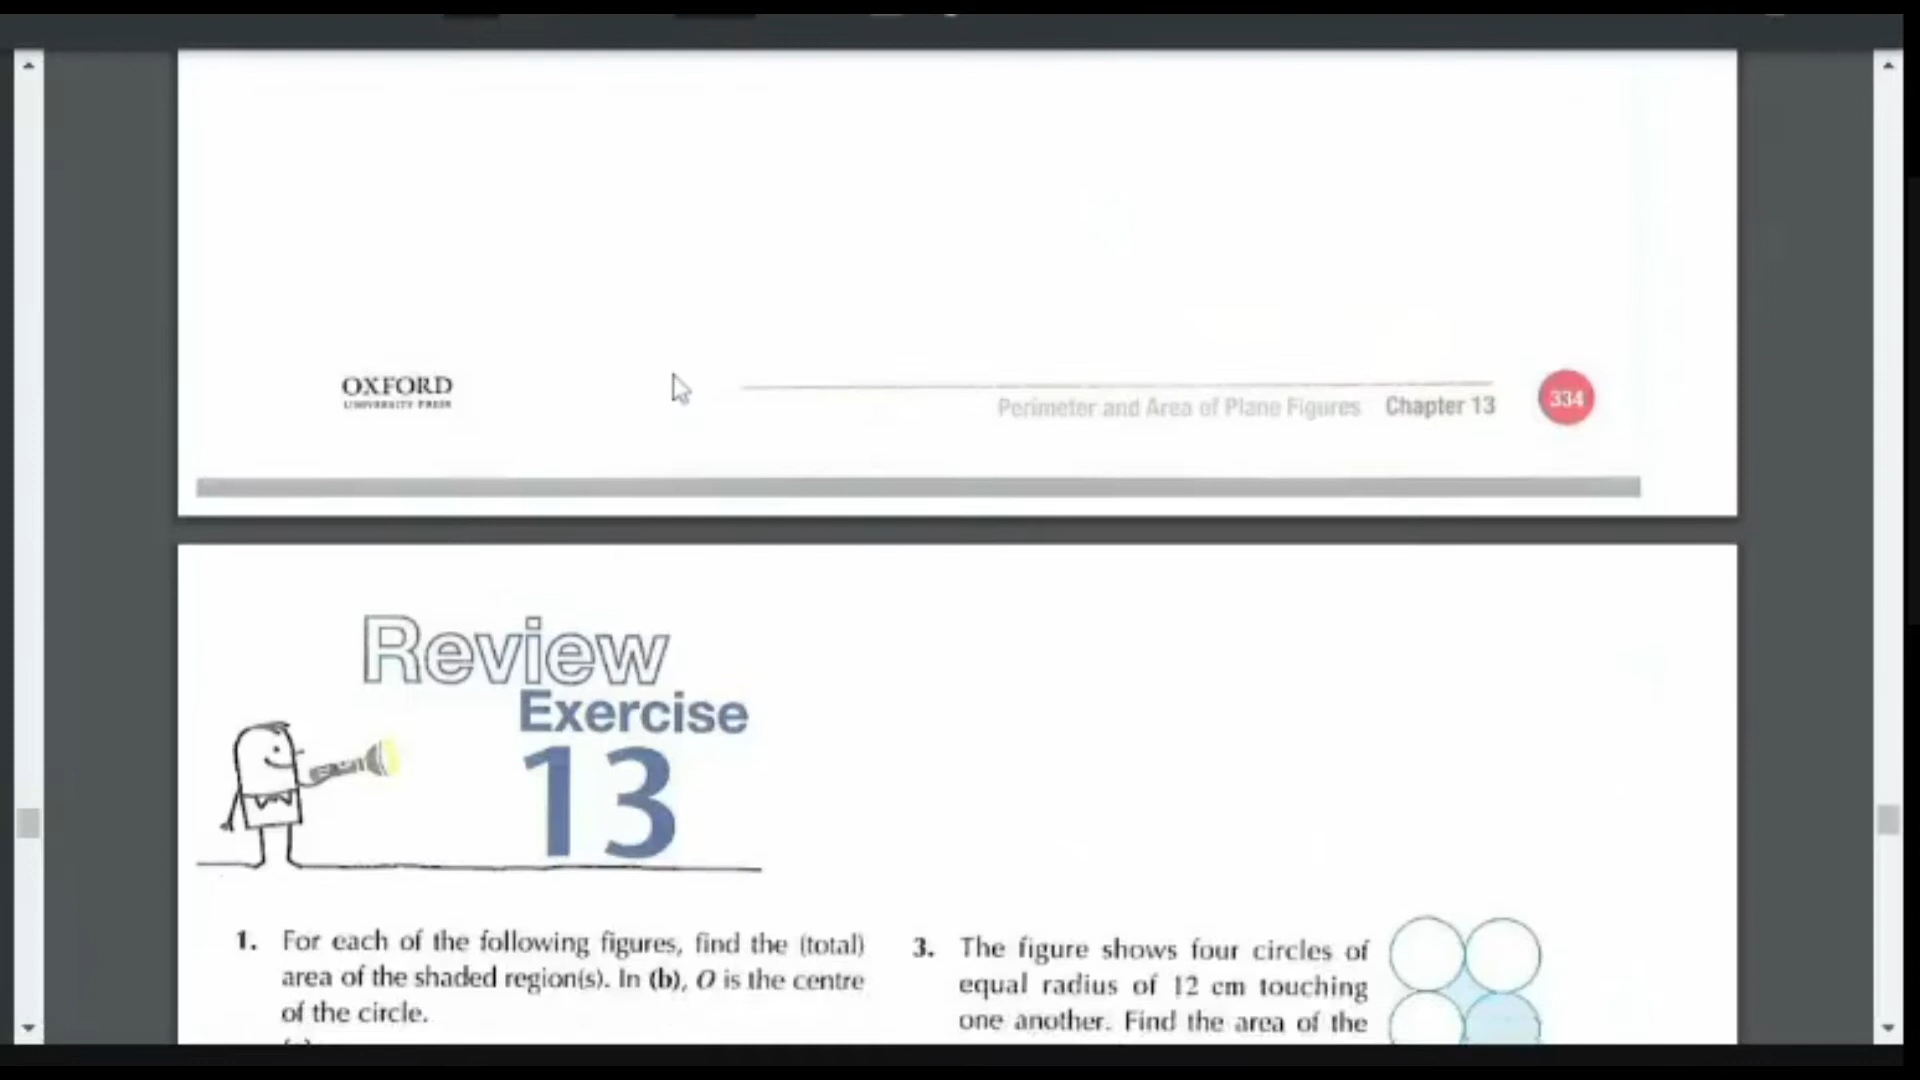 OXFORD
UNIVERSITY PRESS
Perimeter and Area of Plane Figures Chapter 13
334
Review
Exercise
13
1. For each of the following figures, find the (total)
area of the shaded region(s). In (b), O is the centre
of the circle.
3. The figure shows four circles of
equal radius of 12 cm touching
one another. Find the area of the